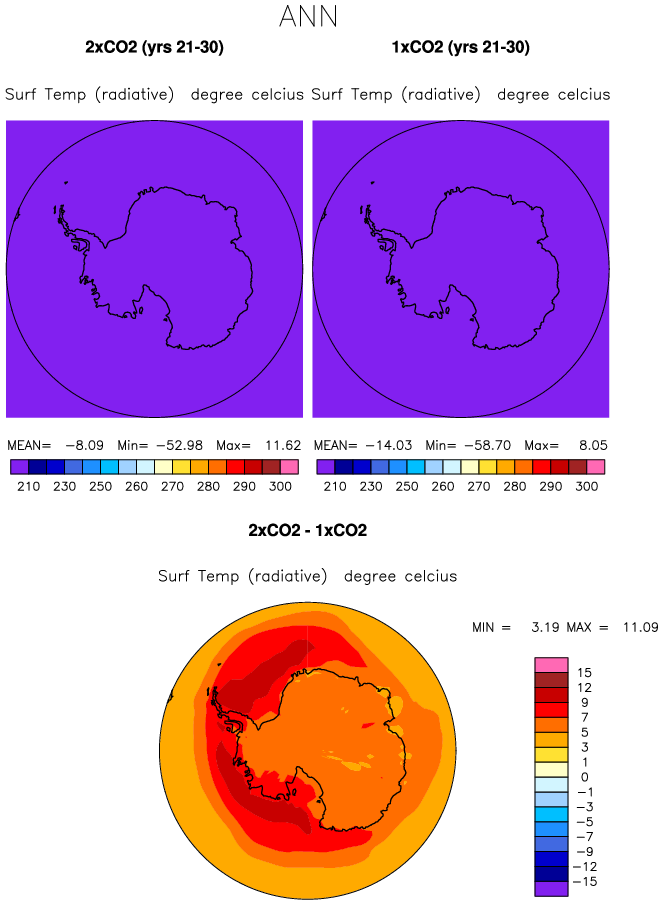 ANN
2xCO2 (yrs 21-30) 1xCO2 (yrs 21-30)
Surf Temp (radiative) degree celcius Surf Temp (radiative) degree celcius
MEAN= -8.09 Min= -52.98 Max= 11.62 MEAN= -14.03 Min= -58.70 Max= 8.05
210 230 250 260 270 280 290 300 210 230 250 260 270 280 290 300
2xCO2 - 1xCO2
Surf Temp (radiative) degree celcius
MIN = 3.19 MAX = 11.09
15
12
9
7
5
3
1
0
-1
-3
-5
-7
-9
-12
-15